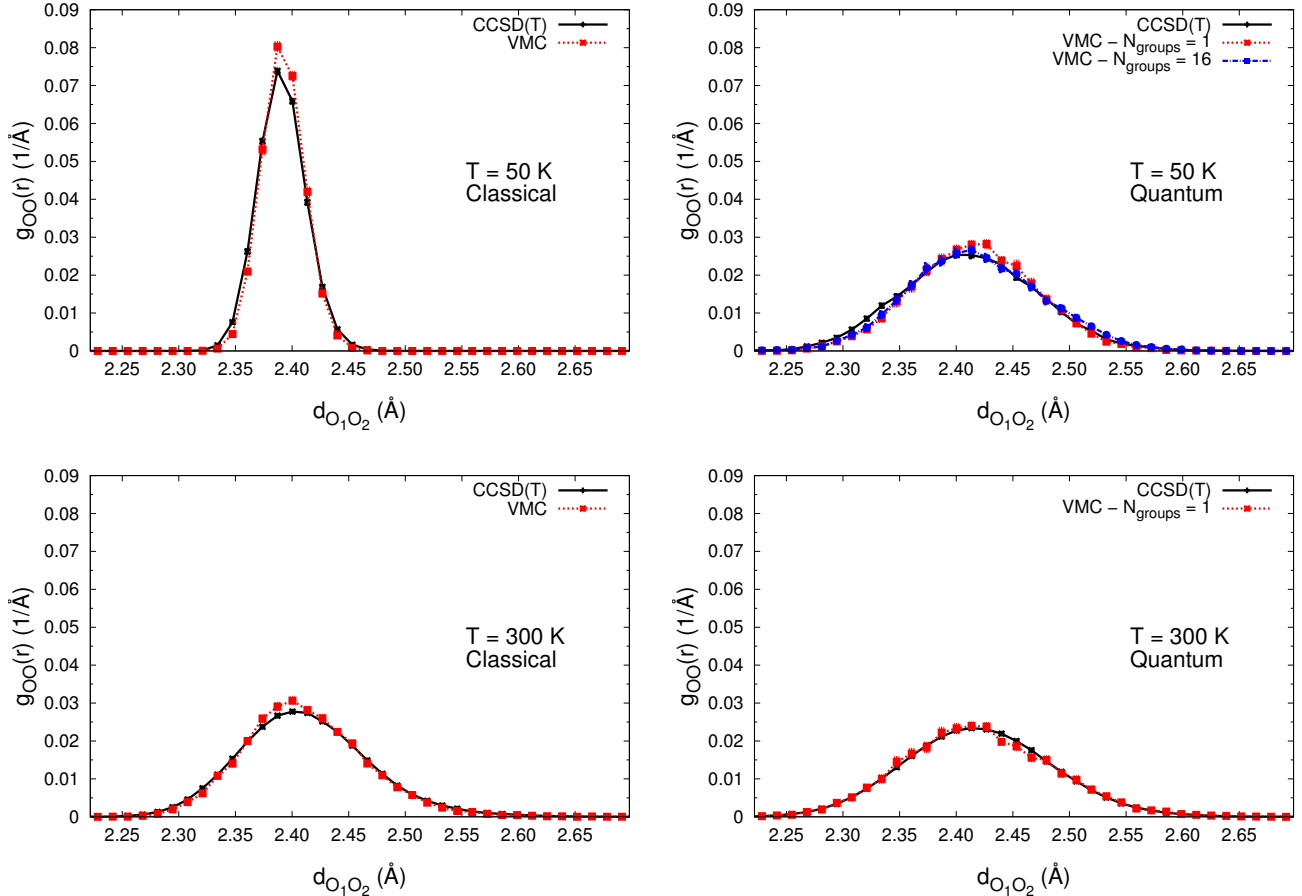 CCSD(T)
VMC
T = 50 K
Classical
g_OO(r) (1/Å)
0.09
0.08
0.07
0.06
0.05
0.04
0.03
0.02
0.01
0
2.25 2.30 2.35 2.40 2.45 2.50 2.55 2.60 2.65
d_O₁O₂ (Å)
CCSD(T)
VMC – N_groups = 1
VMC – N_groups = 16
T = 50 K
Quantum
g_OO(r) (1/Å)
0.09
0.08
0.07
0.06
0.05
0.04
0.03
0.02
0.01
0
2.25 2.30 2.35 2.40 2.45 2.50 2.55 2.60 2.65
d_O₁O₂ (Å)
CCSD(T)
VMC
T = 300 K
Classical
g_OO(r) (1/Å)
0.09
0.08
0.07
0.06
0.05
0.04
0.03
0.02
0.01
0
2.25 2.30 2.35 2.40 2.45 2.50 2.55 2.60 2.65
d_O₁O₂ (Å)
CCSD(T)
VMC – N_groups = 1
T = 300 K
Quantum
g_OO(r) (1/Å)
0.09
0.08
0.07
0.06
0.05
0.04
0.03
0.02
0.01
0
2.25 2.30 2.35 2.40 2.45 2.50 2.55 2.60 2.65
d_O₁O₂ (Å)